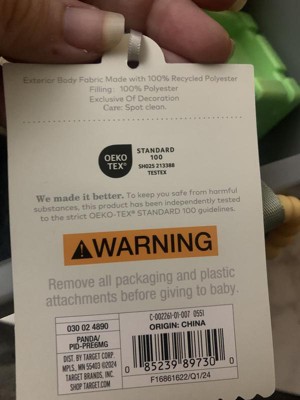 Exterior Body Fabric Made with 100% Recycled Polyester
Filling: 100% Polyester
Exclusive Of Decoration
Care: Spot clean.
OEKO
TEX®
STANDARD
100
SH025 213388
TESTEX
We made it better. To keep you safe from harmful
substances, this product has been independently tested
to the strict OEKO-TEX® STANDARD 100 guidelines.
WARNING
Remove all packaging and plastic
attachments before giving to baby.
030 02 4890
PANDA/
PID-PRE6MG
DIST. BY TARGET CORP.
MPLS, MN 55403 ©2024
TARGET BRANDS, INC.
SHOP TARGET.COM
C-002261-01-007 0551
ORIGIN: CHINA
0 85239 89730 0
F16861622/Q1/24